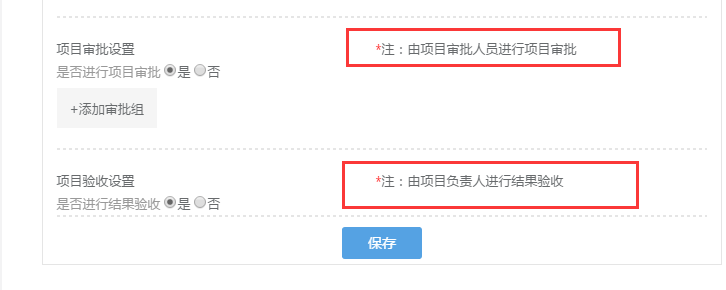 项目审批设置 *注：由项目审批人员进行项目审批
是否进行项目审批 是 否
+添加审批组
项目验收设置 *注：由项目负责人进行结果验收
是否进行结果验收 是 否
保存